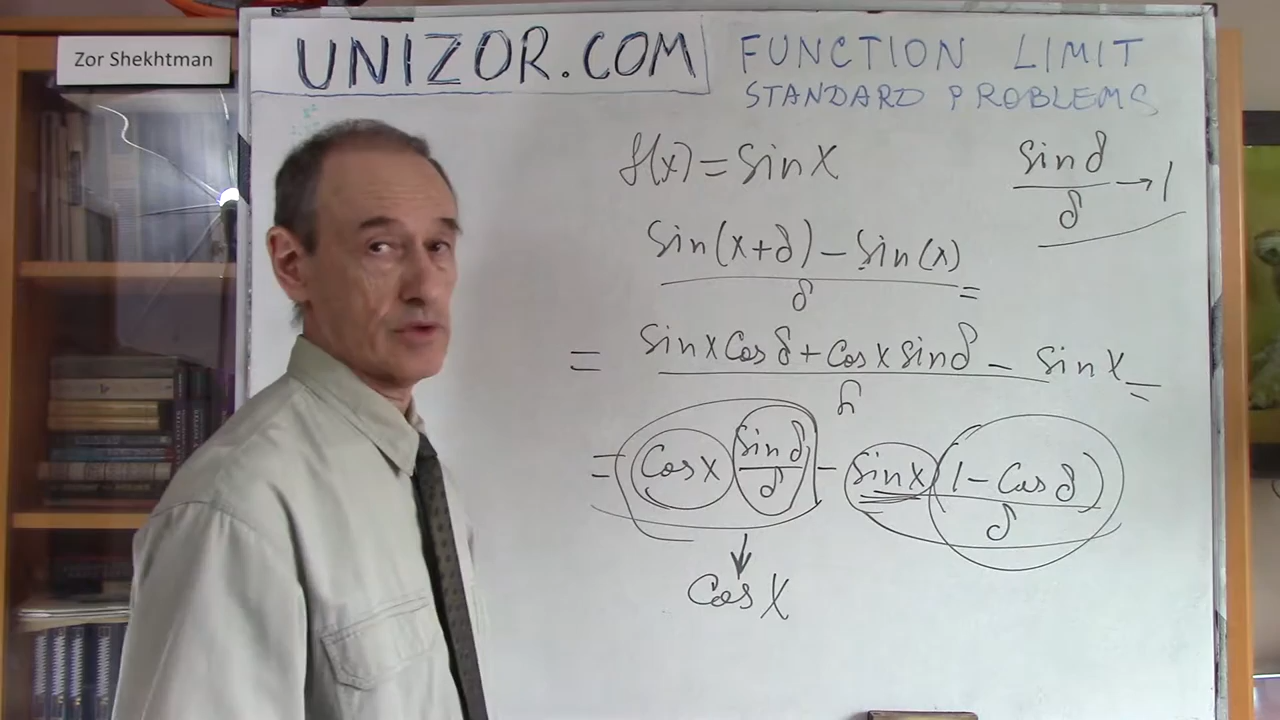 Zor Shekhtman
UNIZOR.COM
FUNCTION LIMIT
STANDARD PROBLEMS
f(x) = sin x
sin δ / δ → 1
sin(x+δ) − sin(x) / δ =
= sin x cos δ + cos x sin δ − sin x / δ =
= cos x sin δ / δ − sin x (1 − cos δ) / δ
↓
cos x